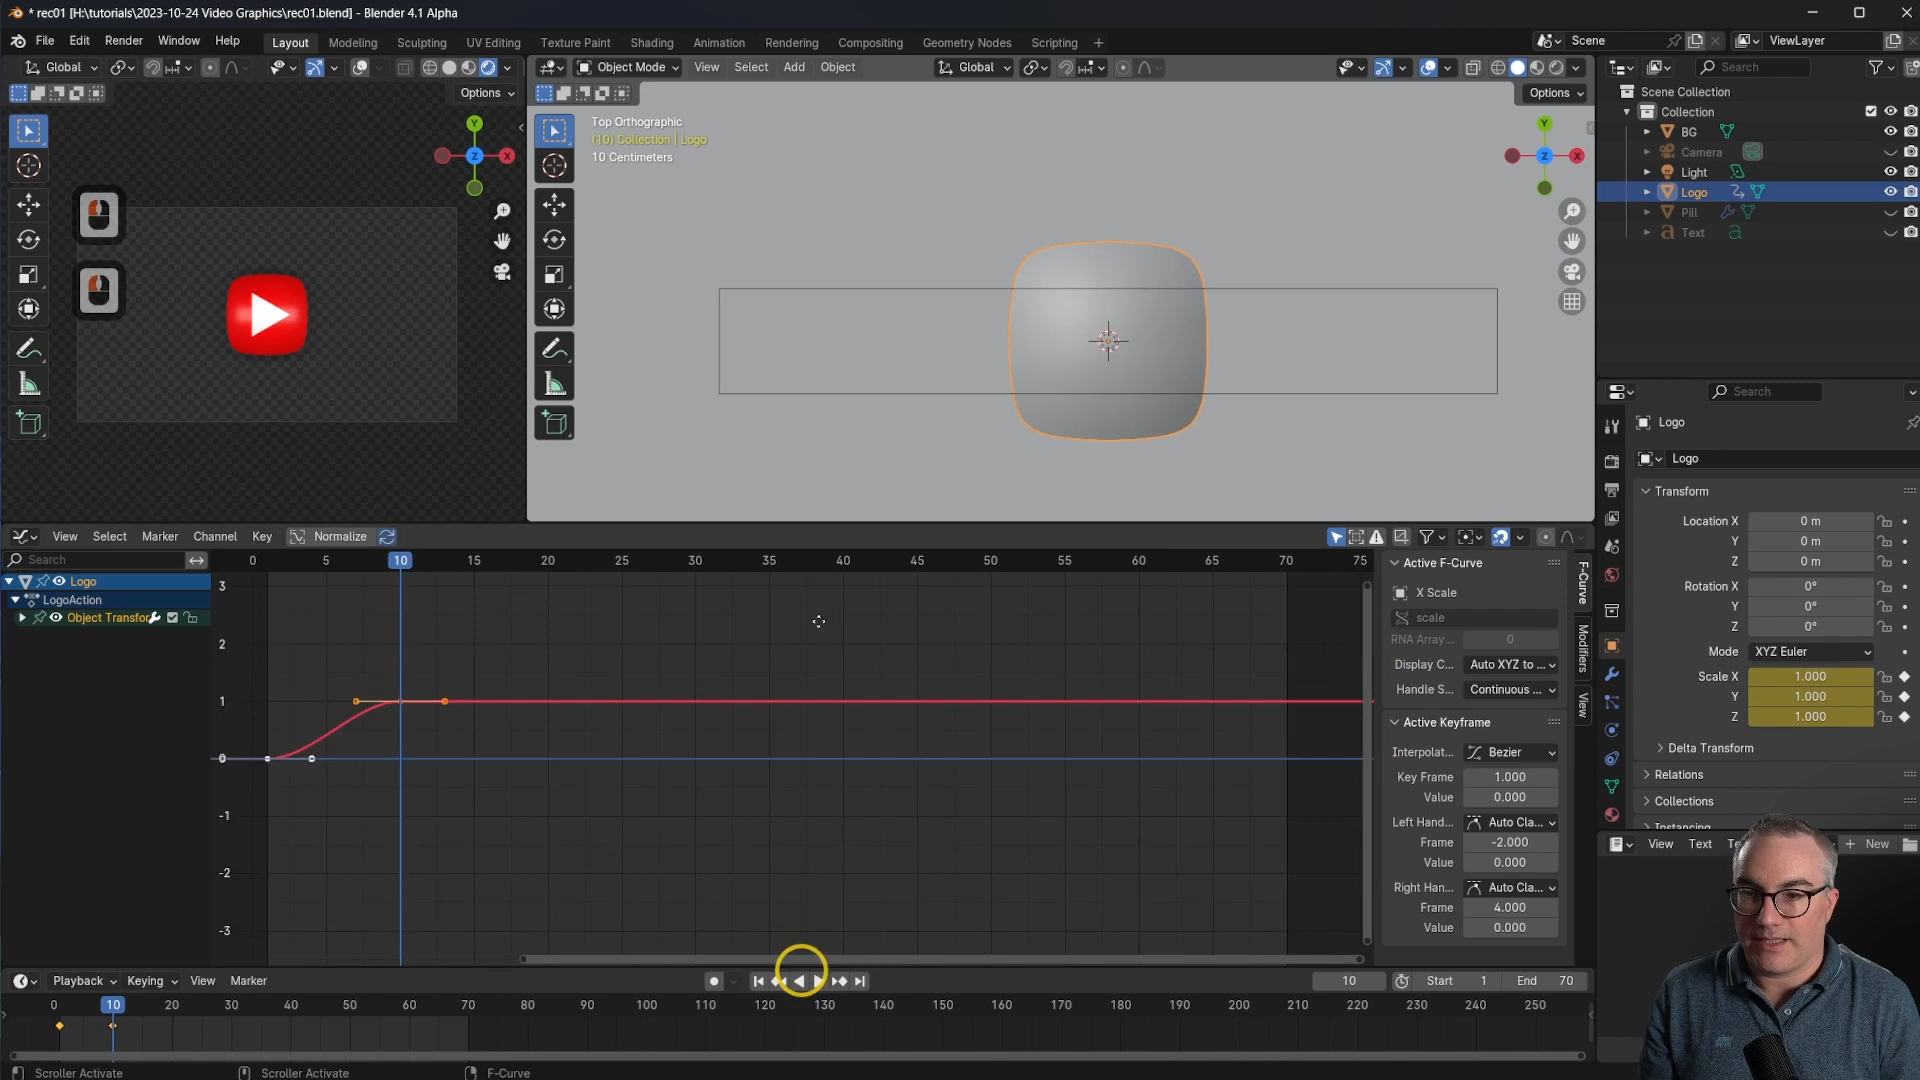 * rec01 [H:\tutorials\2023-10-24 Video Graphics\rec01.blend] - Blender 4.1 Alpha
File Edit Render Window Help Layout Modeling Sculpting UV Editing Texture Paint Shading Animation Rendering Compositing Geometry Nodes Scripting + Scene ViewLayer
Global Object Mode View Select Add Object Global Search
Options Options
Scene Collection
Collection
BG
Camera
Light
Logo
Pill
Text
Y
Z
X
Top Orthographic
(10) Collection | Logo
10 Centimeters
Y
Z
X
Search
Logo
Logo
Transform
Location X 0 m
Y 0 m
Z 0 m
Rotation X 0°
Y 0°
Z 0°
Mode XYZ Euler
Scale X 1.000
Y 1.000
Z 1.000
Delta Transform
Relations
Collections
Instancing
View Text New
View Select Marker Channel Key Normalize
Search 0 5 10 15 20 25 30 35 40 45 50 55 60 65 70 75
Logo
LogoAction
Object Transfor
3
2
1
0
-1
-2
-3
Active F-Curve
X Scale
scale
RNA Array... 0
Display C... Auto XYZ to ...
Handle S... Continuous ...
Active Keyframe
Interpolat... Bezier
Key Frame 1.000
Value 0.000
Left Hand... Auto Cla...
Frame -2.000
Value 0.000
Right Han... Auto Cla...
Frame 4.000
Value 0.000
F-Curve
Modifiers
View
Playback Keying View Marker 10 Start 1 End 70
0 10 20 30 40 50 60 70 80 90 100 110 120 130 140 150 160 170 180 190 200 210 220 230 240 250
Scroller Activate Scroller Activate F-Curve